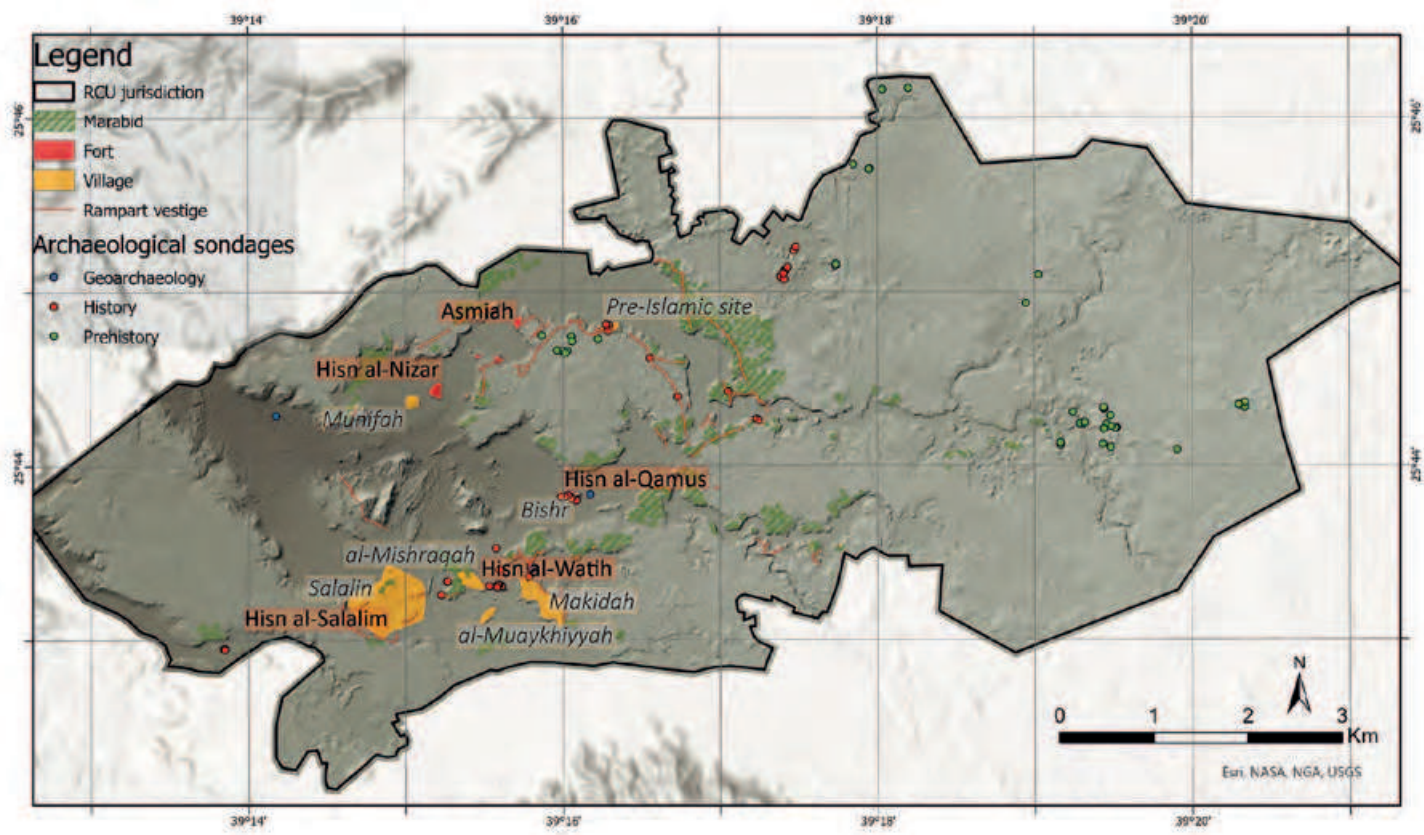 39°14'
39°16'
39°18'
39°20'
Legend
RCU jurisdiction
Marabid
Fort
Village
Rampart vestige
Archaeological sondages
Geoarchaeology
History
Prehistory
25°46'
25°46'
Asmiah
Pre-Islamic site
Hisn al-Nizar
Munifah
25°44'
25°44'
Hisn al-Qamus
Bishr
al-Mishraqah
Hisn al-Watih
Salalin
Makidah
Hisn al-Salalim
al-Muaykhiyyah
N
0 1 2 3
Km
Esri, NASA, NGA, USGS
39°14'
39°16'
39°18'
39°20'